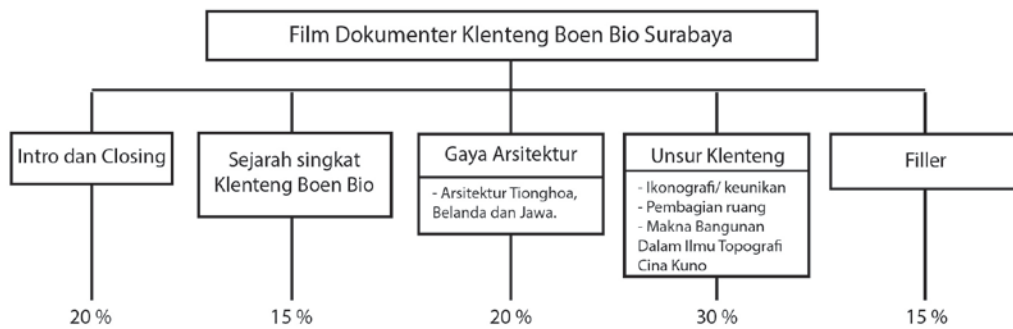 Film Dokumenter Klenteng Boen Bio Surabaya
Intro dan Closing
Sejarah singkat
Klenteng Boen Bio
Gaya Arsitektur
- Arsitektur Tionghoa,
Belanda dan Jawa.
Unsur Klenteng
- Ikonografi/ keunikan
- Pembagian ruang
- Makna Bangunan
Dalam Ilmu Topografi
Cina Kuno
Filler
20 %
15 %
20 %
30 %
15 %